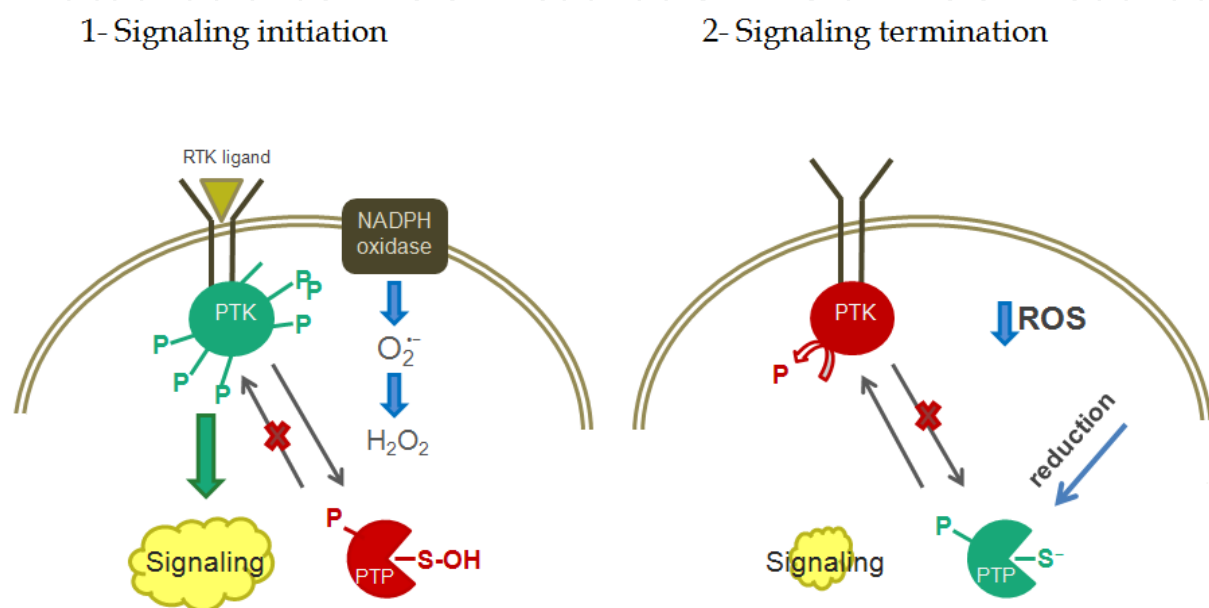 1- Signaling initiation
2- Signaling termination
RTK ligand
NADPH
oxidase
P
P
PTK
P
P
P
P
O₂•−
H₂O₂
Signaling
P
PTP
S-OH
PTK
P
ROS
reduction
Signaling
P
PTP
S⁻